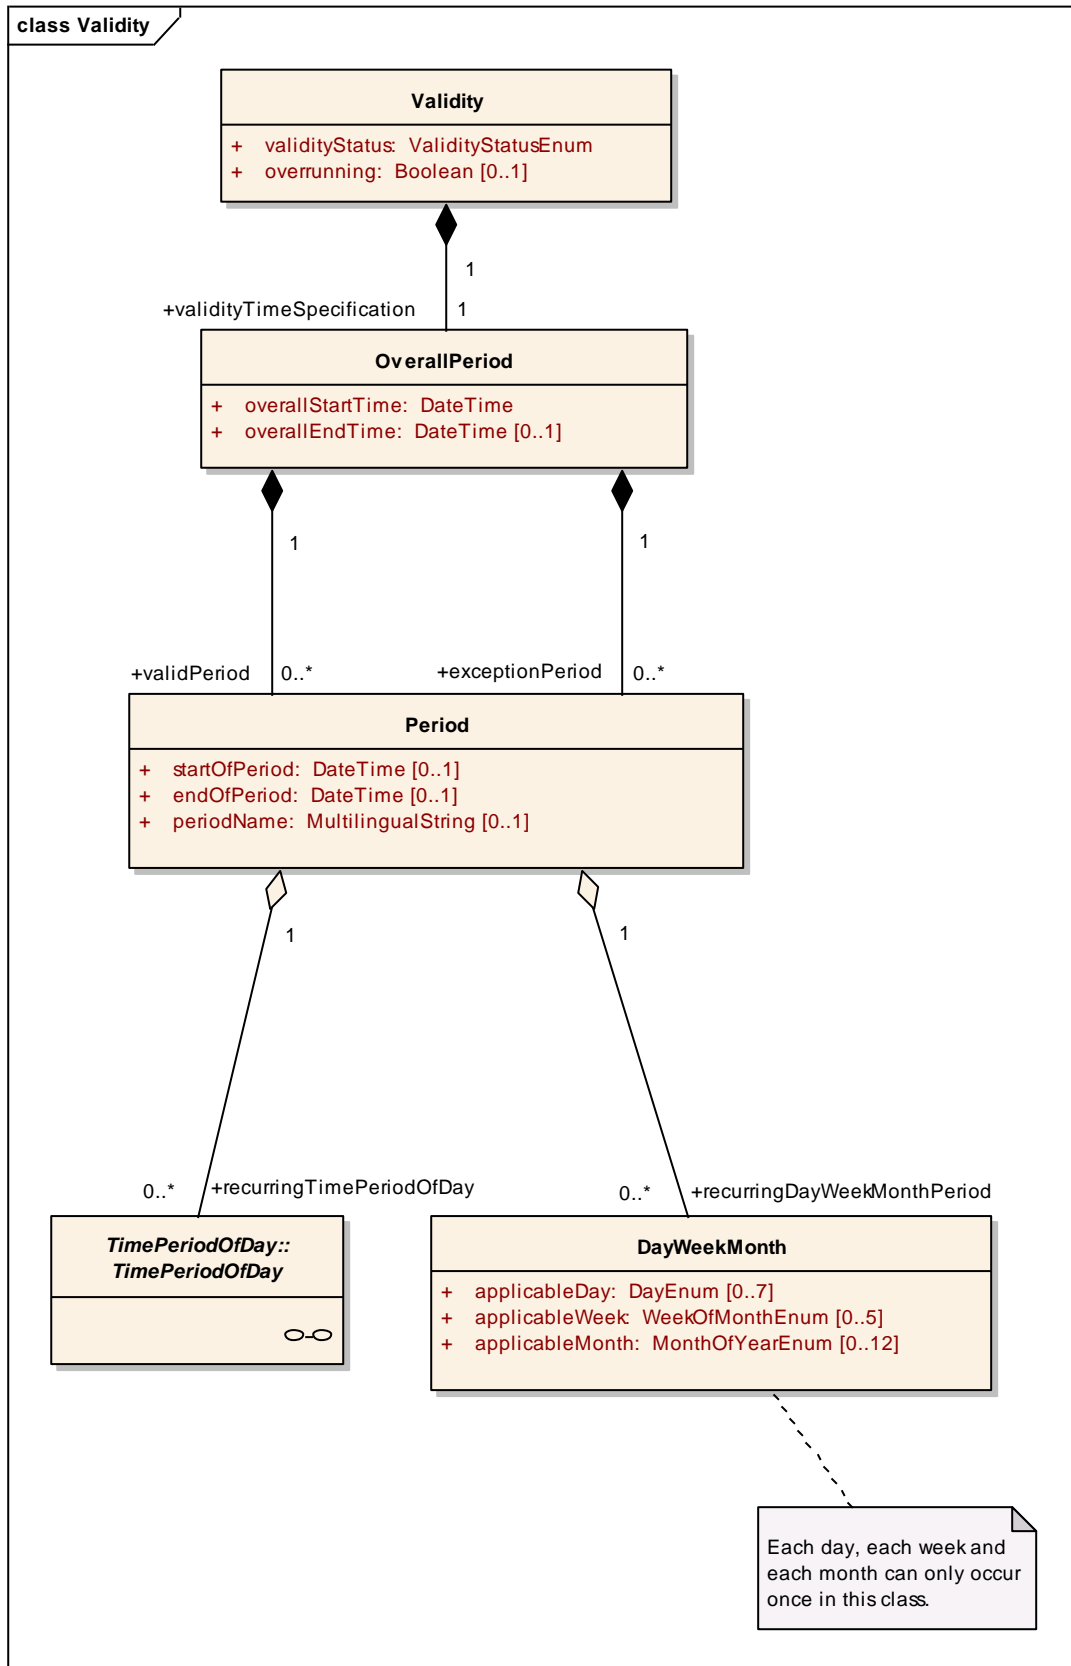 class Validity
Validity
+ validityStatus: ValidityStatusEnum
+ overrunning: Boolean [0..1]
1
+validityTimeSpecification 1
OverallPeriod
+ overallStartTime: DateTime
+ overallEndTime: DateTime [0..1]
1 1
+validPeriod 0..* +exceptionPeriod 0..*
Period
+ startOfPeriod: DateTime [0..1]
+ endOfPeriod: DateTime [0..1]
+ periodName: MultilingualString [0..1]
1 1
0..* +recurringTimePeriodOfDay 0..* +recurringDayWeekMonthPeriod
TimePeriodOfDay::
TimePeriodOfDay
DayWeekMonth
+ applicableDay: DayEnum [0..7]
+ applicableWeek: WeekOfMonthEnum [0..5]
+ applicableMonth: MonthOfYearEnum [0..12]
Each day, each week and
each month can only occur
once in this class.